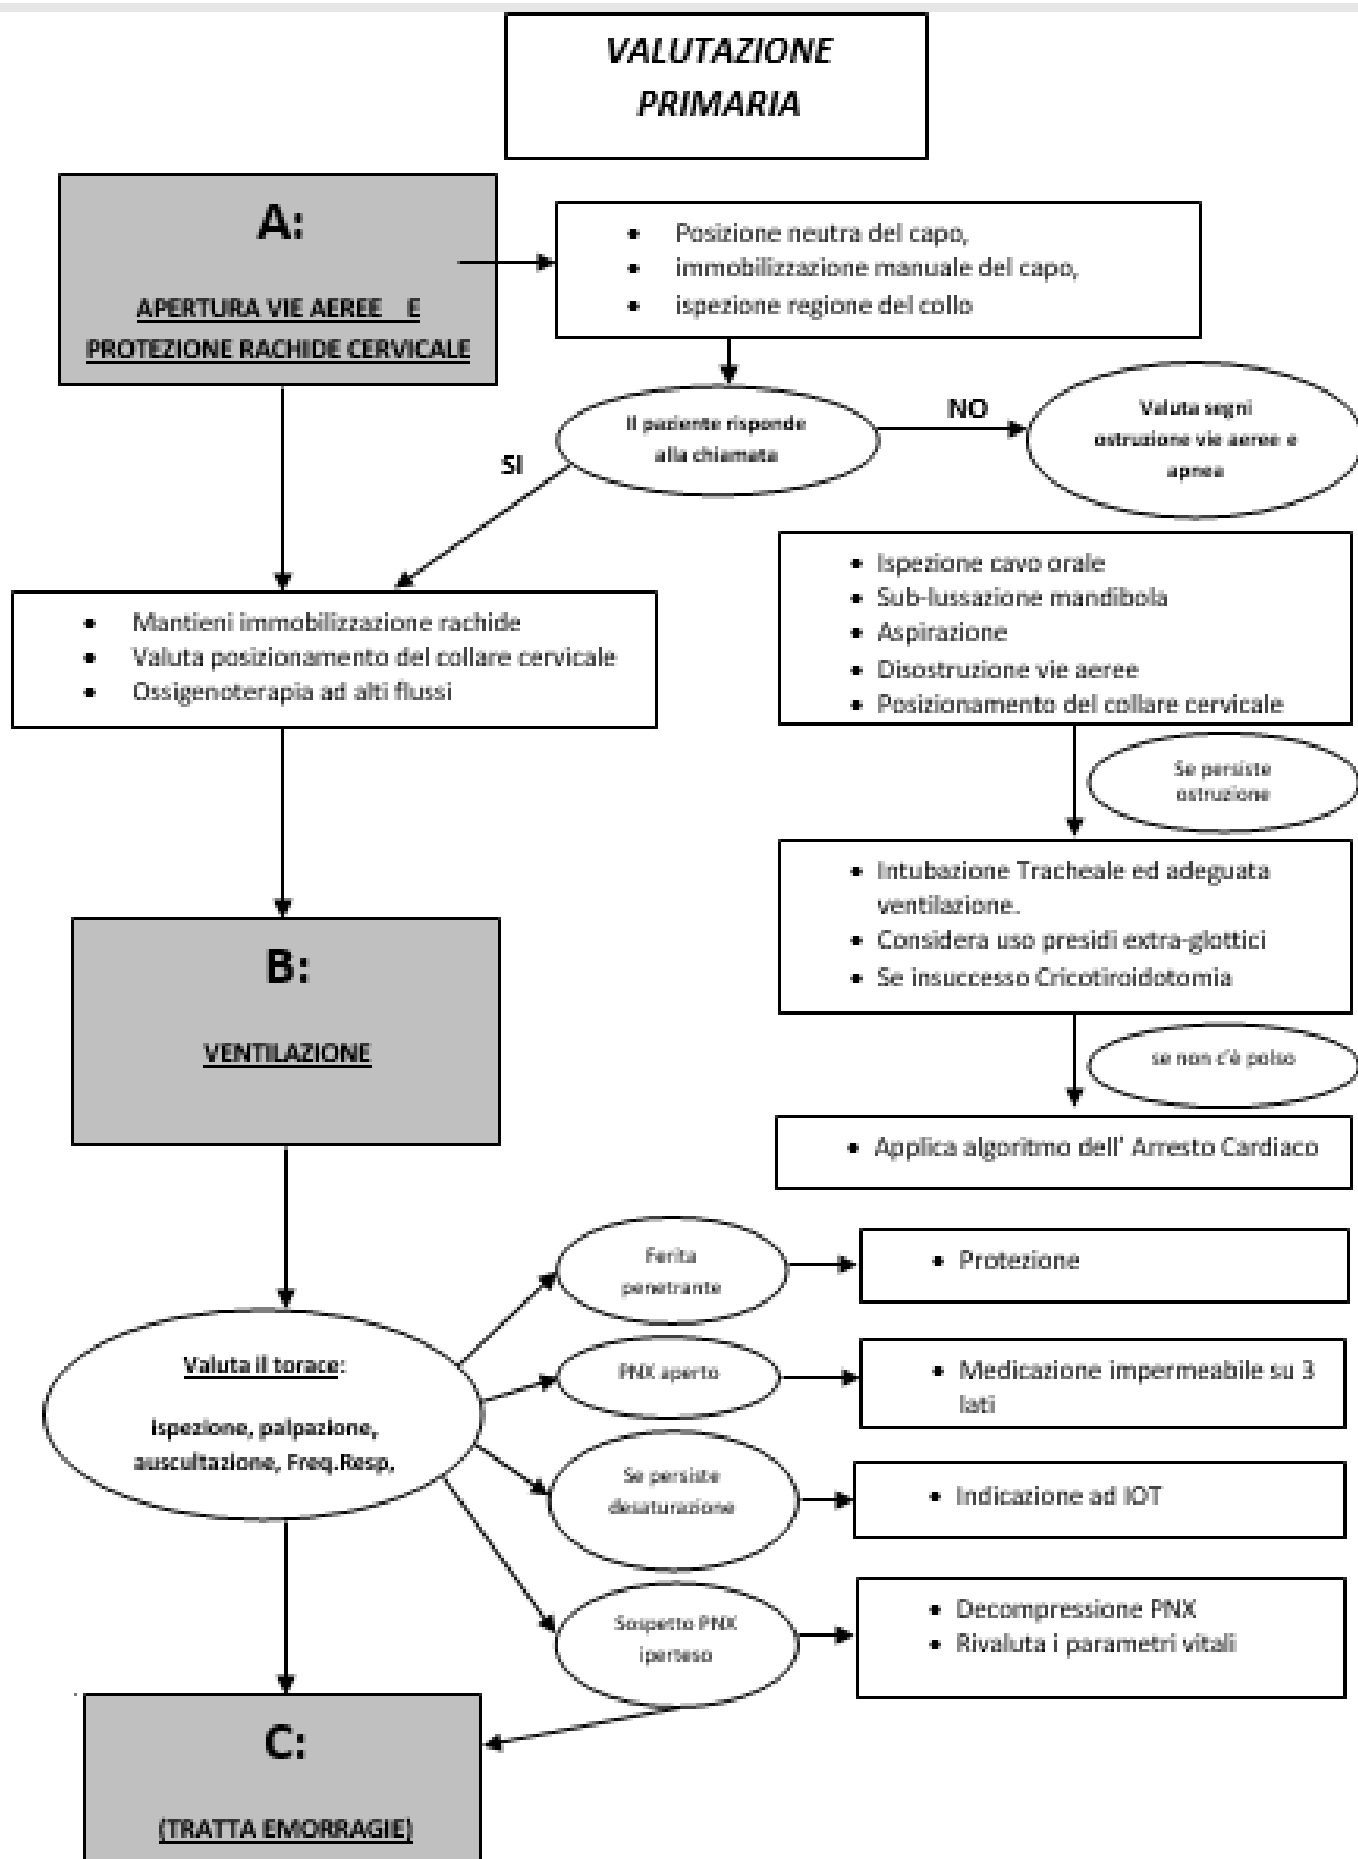 VALUTAZIONE
PRIMARIA
A:
APERTURA VIE AEREE E
PROTEZIONE RACHIDE CERVICALE
• Posizione neutra del capo,
• immobilizzazione manuale del capo,
• ispezione regione del collo
Il paziente risponde
alla chiamata
NO
Valuta segni
ostruzione vie aeree e
apnea
SI
• Mantieni immobilizzazione rachide
• Valuta posizionamento del collare cervicale
• Ossigenoterapia ad alti flussi
• Ispezione cavo orale
• Sub-lussazione mandibola
• Aspirazione
• Disostruzione vie aeree
• Posizionamento del collare cervicale
Se persiste
ostruzione
• Intubazione Tracheale ed adeguata
ventilazione.
• Considera uso presidi extra-glottici
• Se insuccesso Cricotiroidotomia
se non c'è polso
• Applica algoritmo dell' Arresto Cardiaco
B:
VENTILAZIONE
Valuta il torace:
ispezione, palpazione,
auscultazione, Freq.Resp,
Ferita
penetrante
• Protezione
PNX aperto
• Medicazione impermeabile su 3
lati
Se persiste
desaturazione
• Indicazione ad IOT
Sospetto PNX
iperteso
• Decompressione PNX
• Rivaluta i parametri vitali
C:
(TRATTA EMORRAGIE)